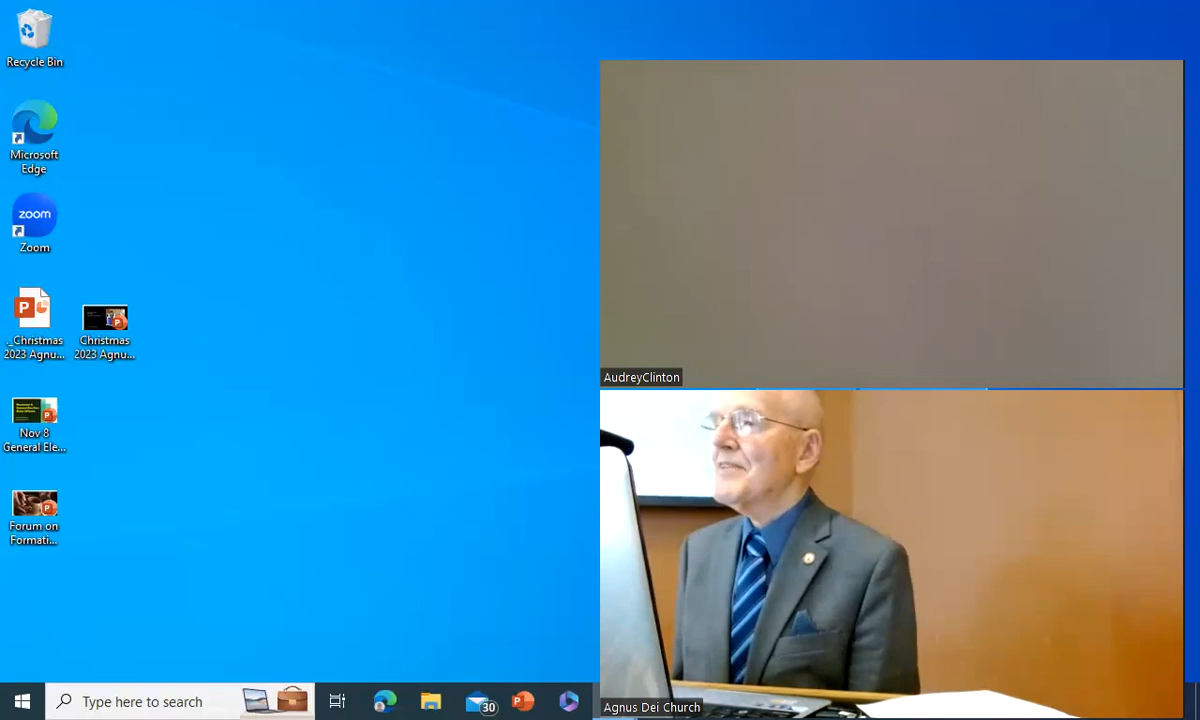 Recycle Bin
Microsoft
Edge
zoom
Zoom
._Christmas
2023 Agnu...
Christmas
2023 Agnu...
Nov 8
General Ele...
Forum on
Formati...
AudreyClinton
Agnus Dei Church
Type here to search
30